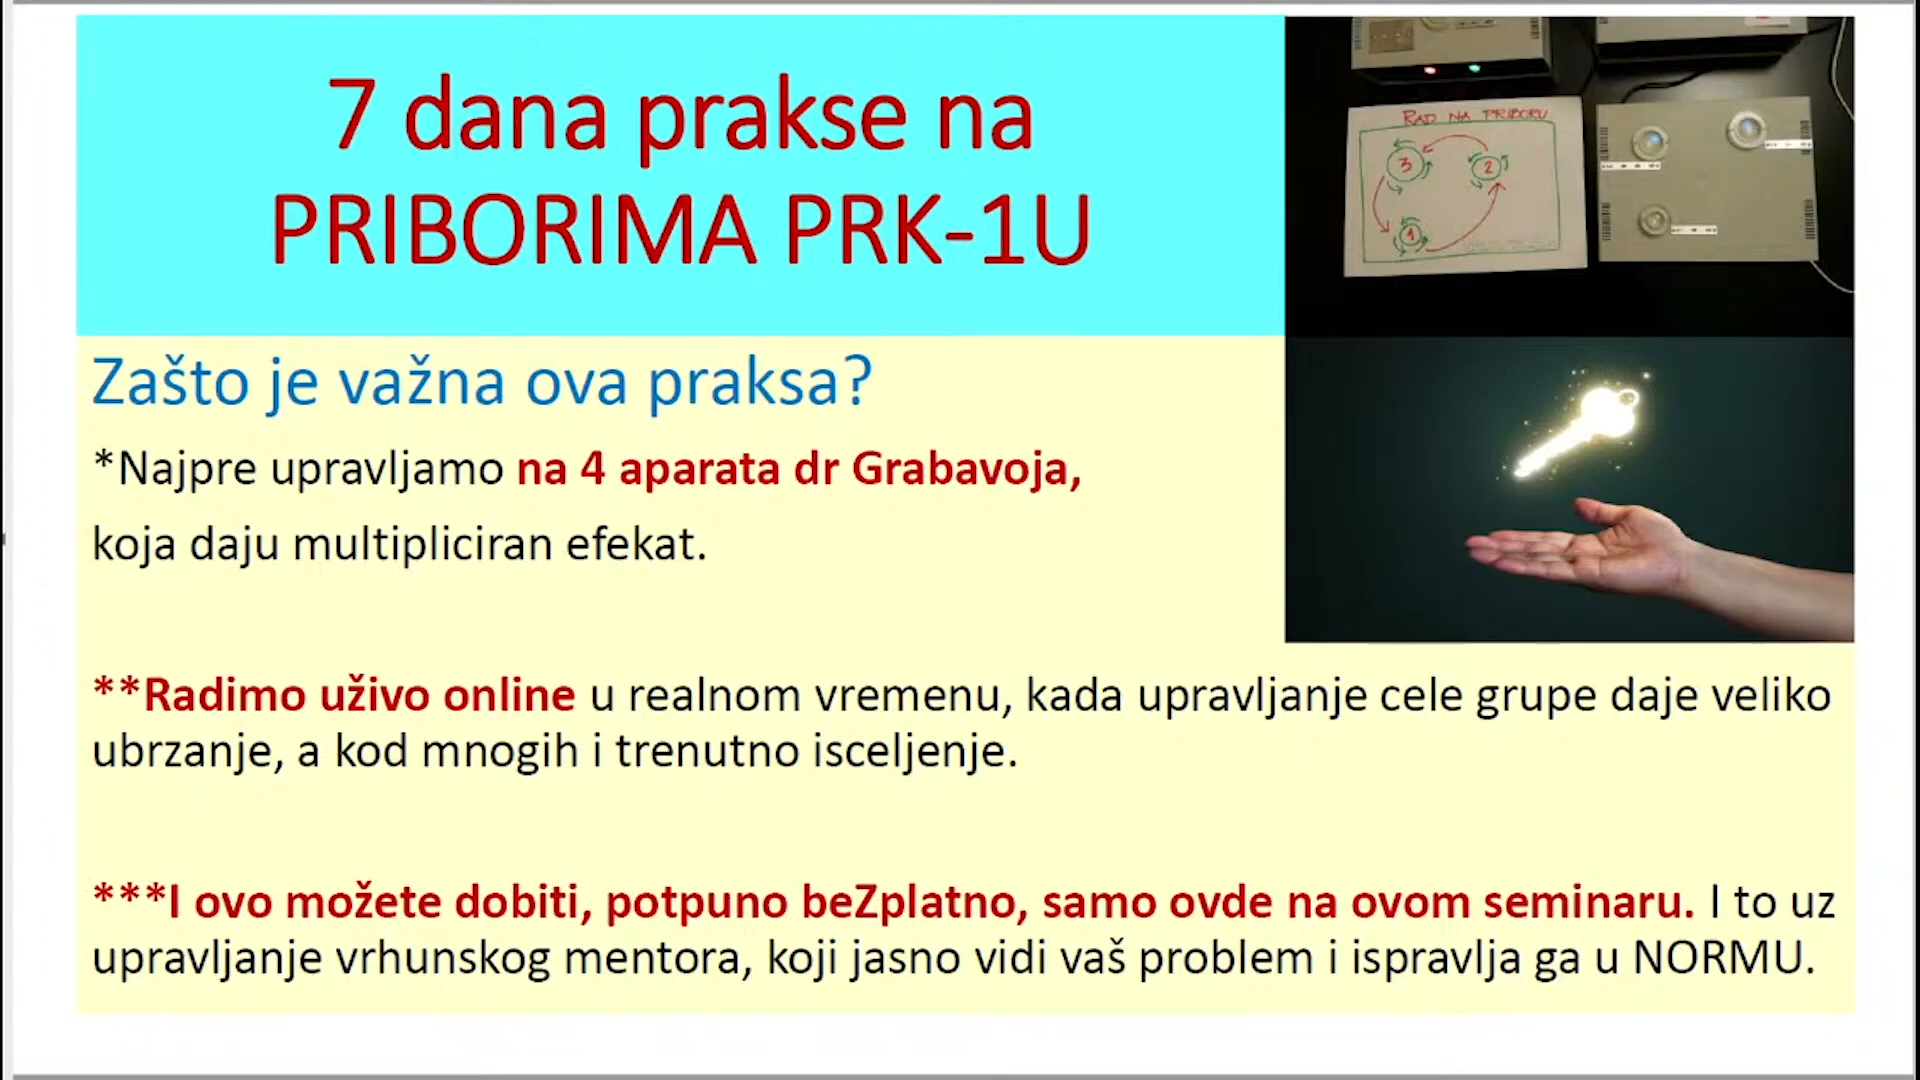 7 dana prakse na
PRIBORIMA PRK-1U
RAD NA PRIBORU
3
2
1
Zašto je važna ova praksa?
*Najpre upravljamo na 4 aparata dr Grabavoja,
koja daju multipliciran efekat.
**Radimo uživo online u realnom vremenu, kada upravljanje cele grupe daje veliko
ubrzanje, a kod mnogih i trenutno isceljenje.
***I ovo možete dobiti, potpuno beZplatno, samo ovde na ovom seminaru. I to uz
upravljanje vrhunskog mentora, koji jasno vidi vaš problem i ispravlja ga u NORMU.